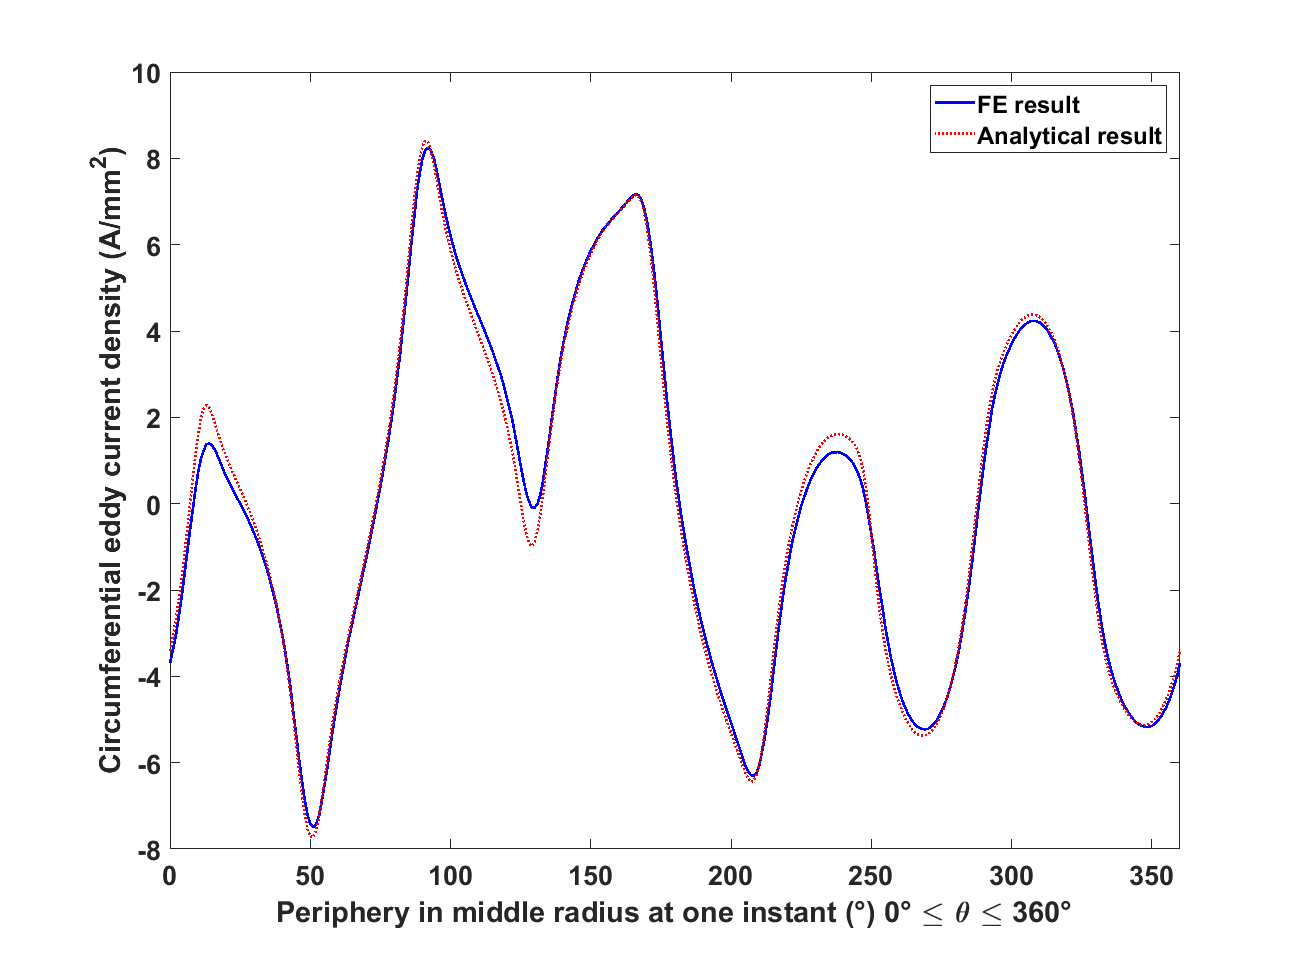 FE result
Analytical result
Circumferential eddy current density (A/mm²)
10
8
6
4
2
0
-2
-4
-6
-8
0 50 100 150 200 250 300 350
Periphery in middle radius at one instant (°) 0° ≤ θ ≤ 360°